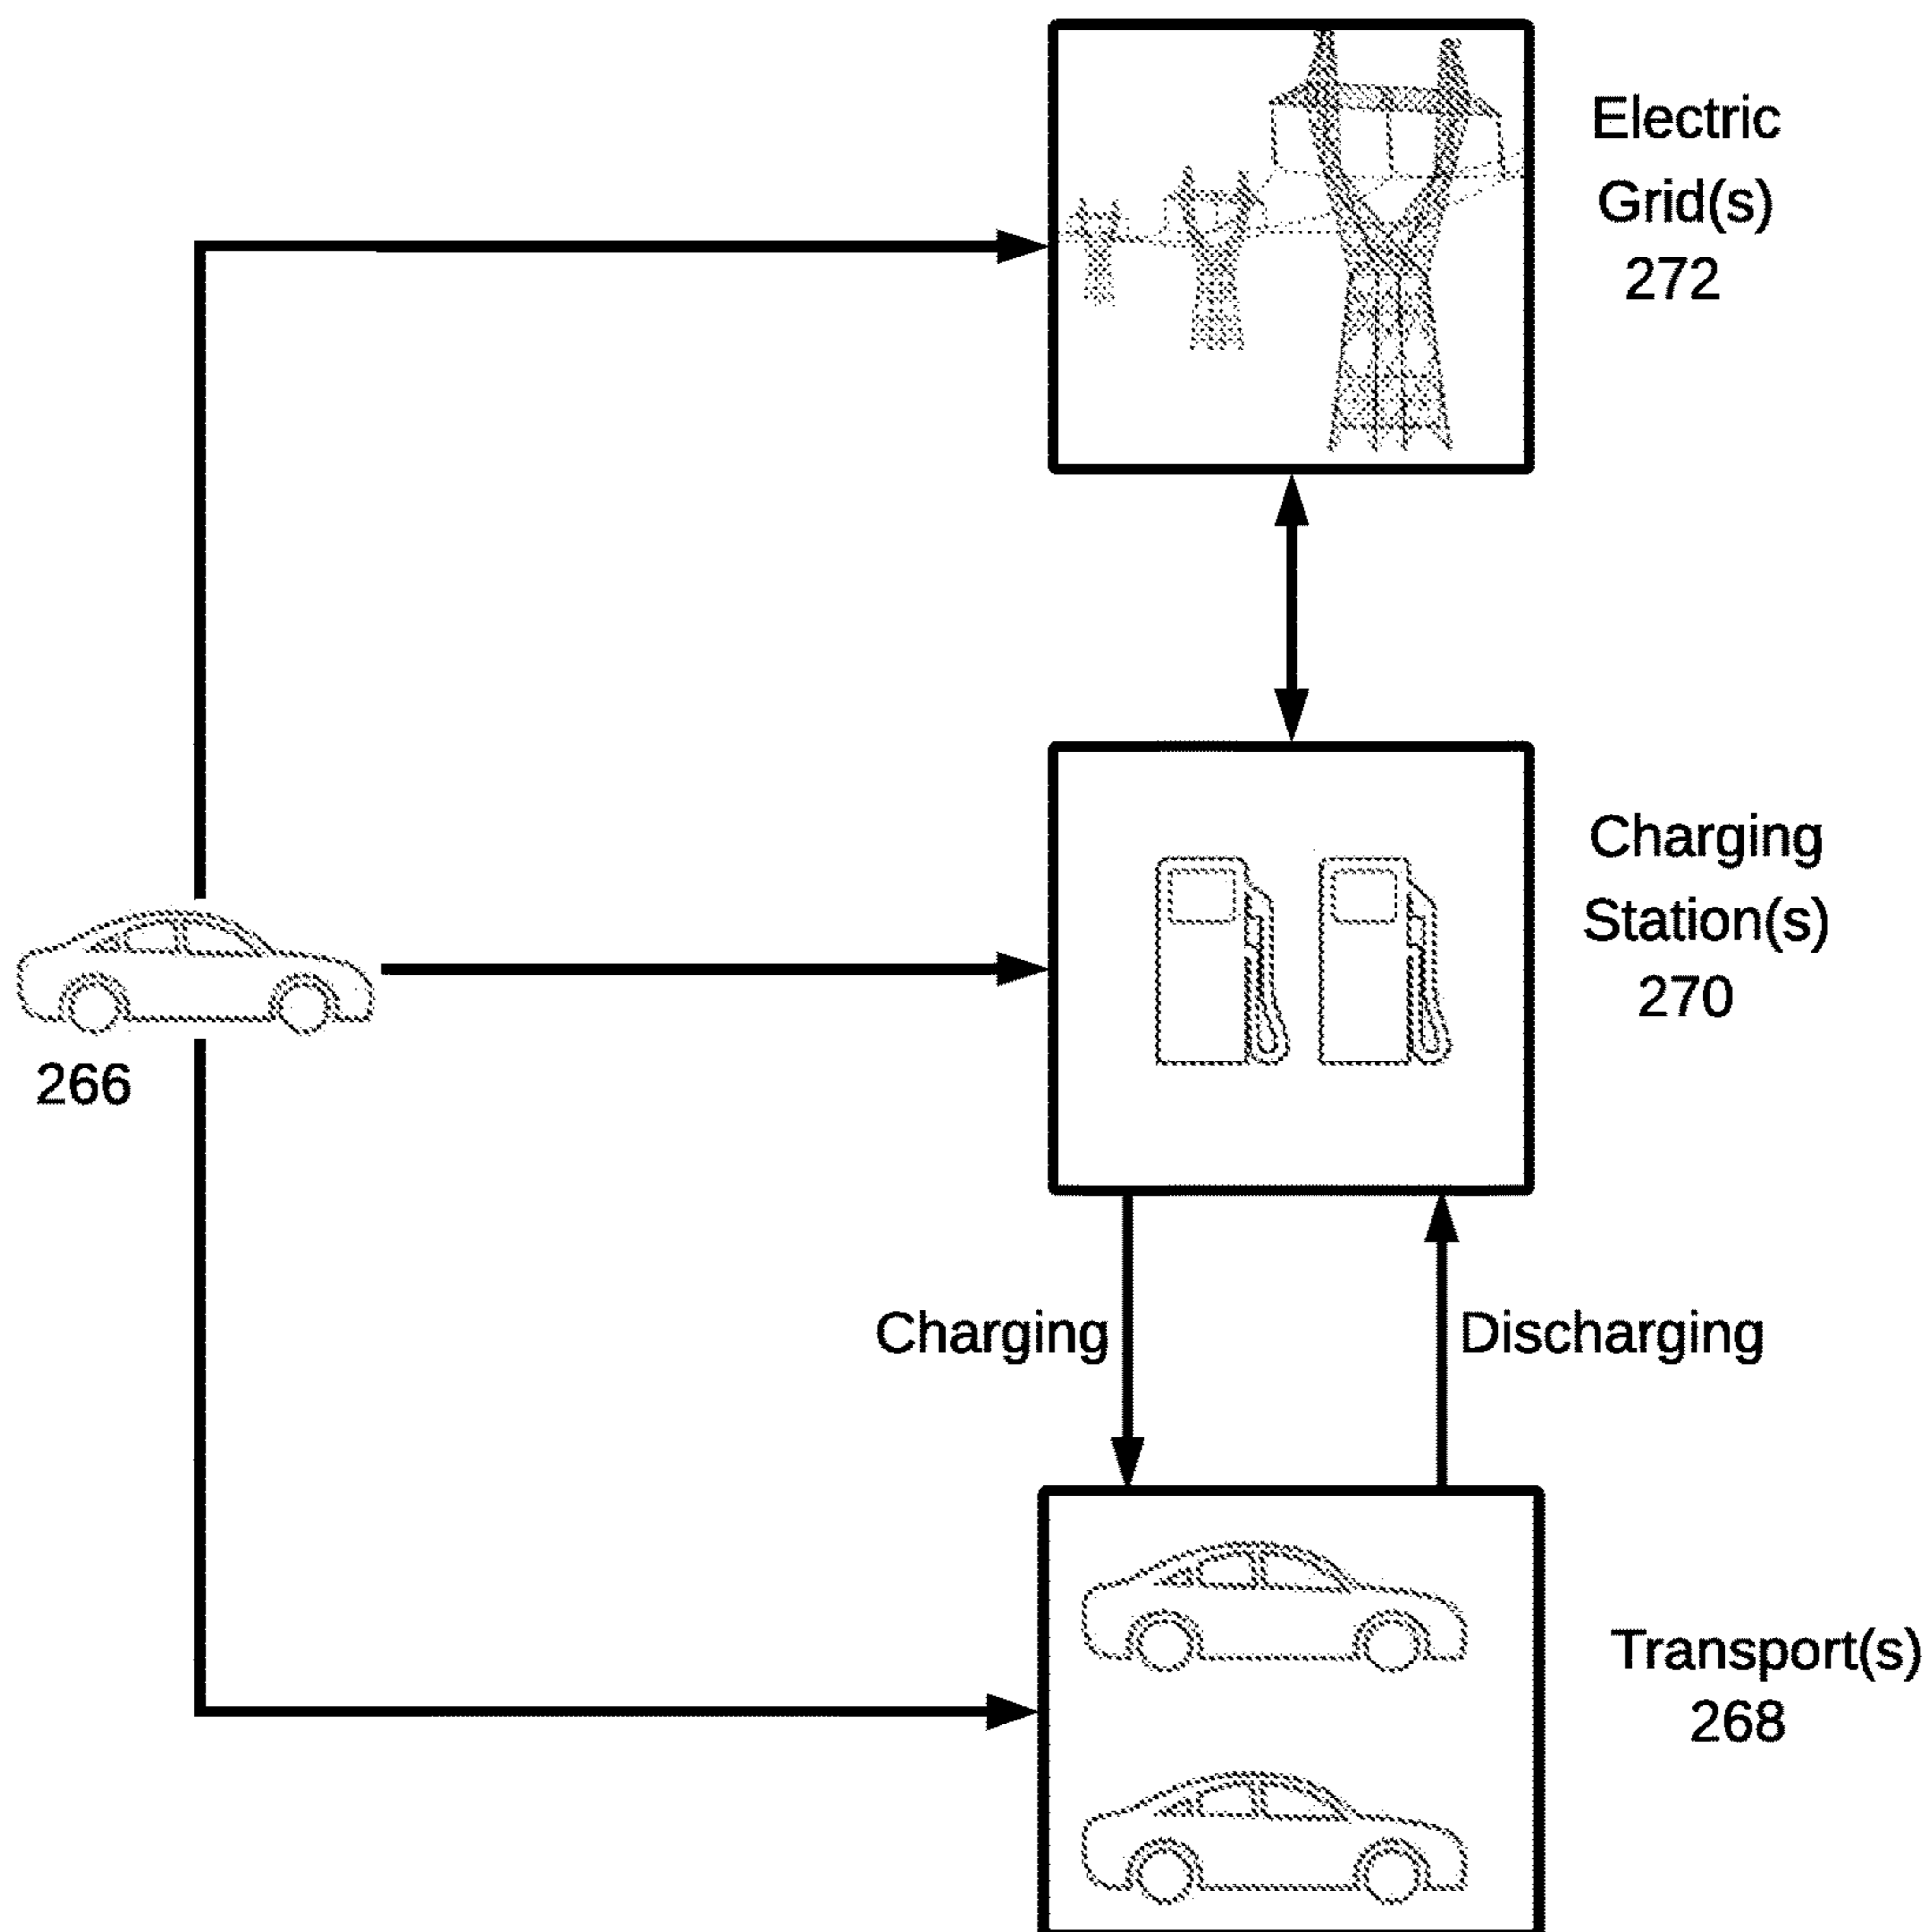 Electric
Grid(s)
272
Charging
Station(s)
270
266
Charging
Discharging
Transport(s)
268